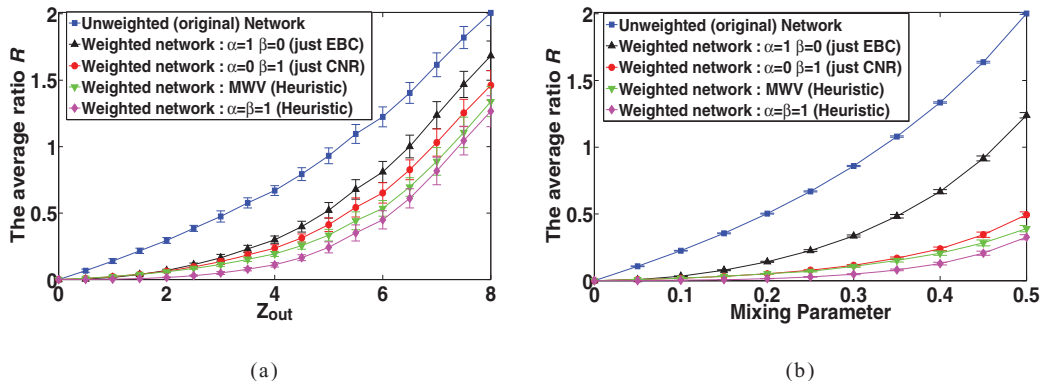 The average ratio R
2
1.5
1
0.5
0
0
2
4
6
8
Zout
Unweighted (original) Network
Weighted network : α=1 β=0 (just EBC)
Weighted network : α=0 β=1 (just CNR)
Weighted network : MWV (Heuristic)
Weighted network : α=β=1 (Heuristic)
(a)
The average ratio R
2
1.5
1
0.5
0
0
0.1
0.2
0.3
0.4
0.5
Mixing Parameter
Unweighted (original) Network
Weighted network : α=1 β=0 (just EBC)
Weighted network : α=0 β=1 (just CNR)
Weighted network : MWV (Heuristic)
Weighted network : α=β=1 (Heuristic)
(b)